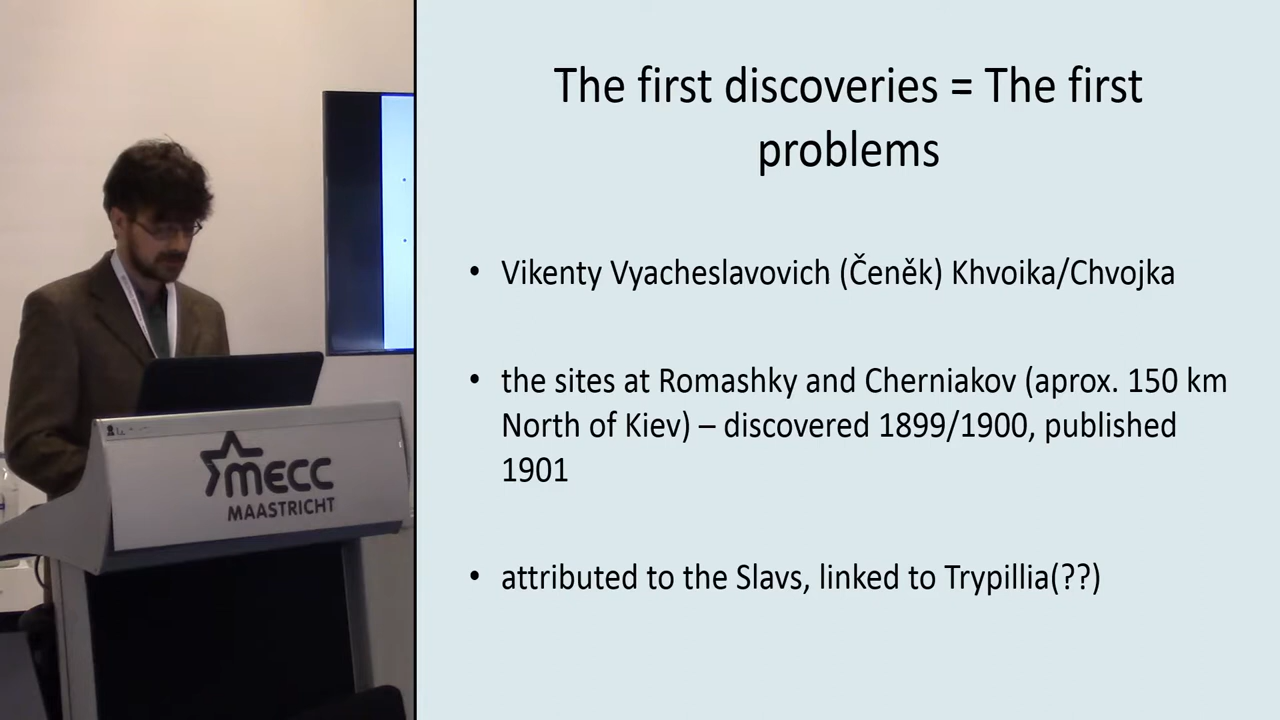 The first discoveries = The first
problems
• Vikenty Vyacheslavovich (Čeněk) Khvoika/Chvojka
• the sites at Romashky and Cherniakov (aprox. 150 km
North of Kiev) – discovered 1899/1900, published
1901
• attributed to the Slavs, linked to Trypillia(??)
mecc
MAASTRICHT